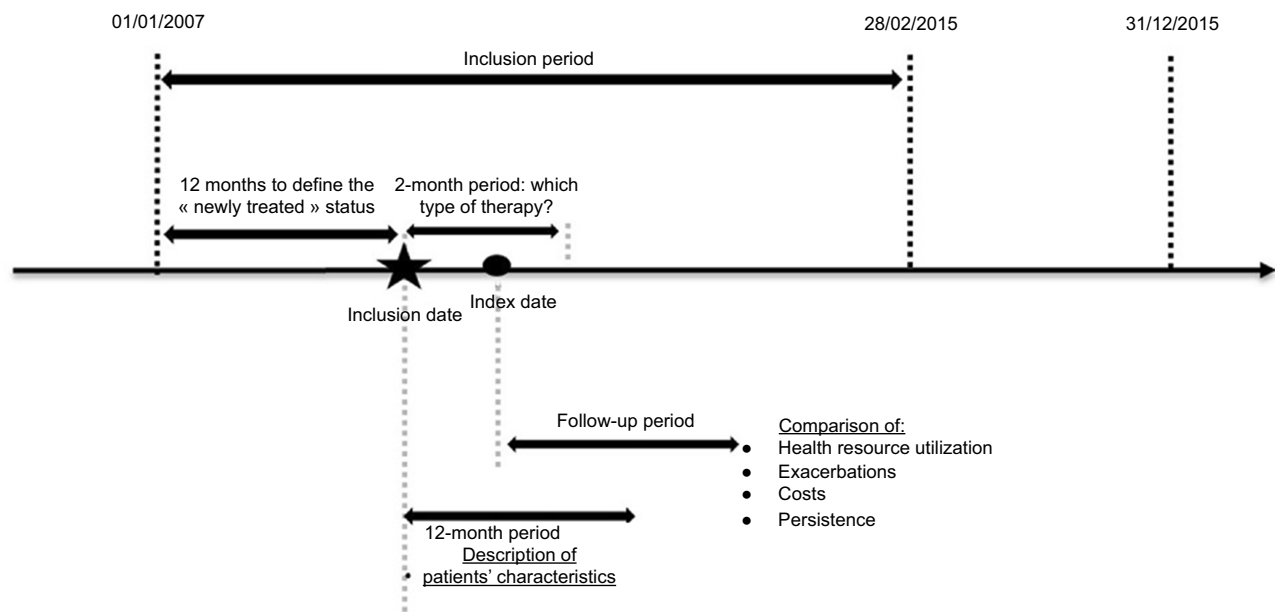 01/01/2007
28/02/2015
31/12/2015
Inclusion period
12 months to define the
« newly treated » status
2-month period: which
type of therapy?
Inclusion date
Index date
Follow-up period
Comparison of:
● Health resource utilization
● Exacerbations
● Costs
● Persistence
12-month period
Description of
• patients’ characteristics